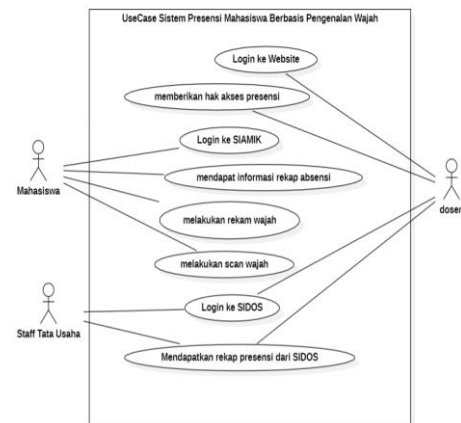 UseCase Sistem Presensi Mahasiswa Berbasis Pengenalan Wajah
Login ke Website
memberikan hak akses presensi
Login ke SIAMIK
Mahasiswa
mendapat informasi rekap absensi
dosen
melakukan rekam wajah
melakukan scan wajah
Login ke SIDOS
Staff Tata Usaha
Mendapatkan rekap presensi dari SIDOS